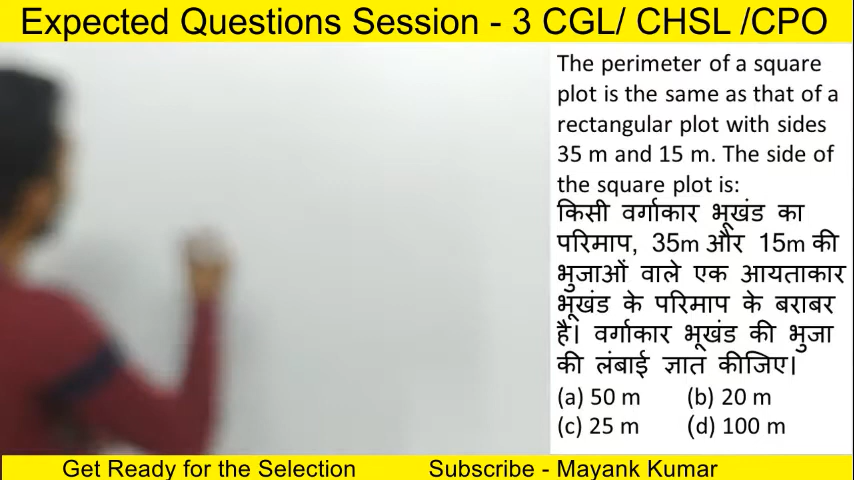 Expected Questions Session - 3 CGL/ CHSL /CPO
The perimeter of a square
plot is the same as that of a
rectangular plot with sides
35 m and 15 m. The side of
the square plot is:
किसी वर्गाकार भूखंड का
परिमाप, 35m और 15m की
भुजाओं वाले एक आयताकार
भूखंड के परिमाप के बराबर
है। वर्गाकार भूखंड की भुजा
की लंबाई ज्ञात कीजिए।
(a) 50 m (b) 20 m
(c) 25 m (d) 100 m
Get Ready for the Selection Subscribe - Mayank Kumar